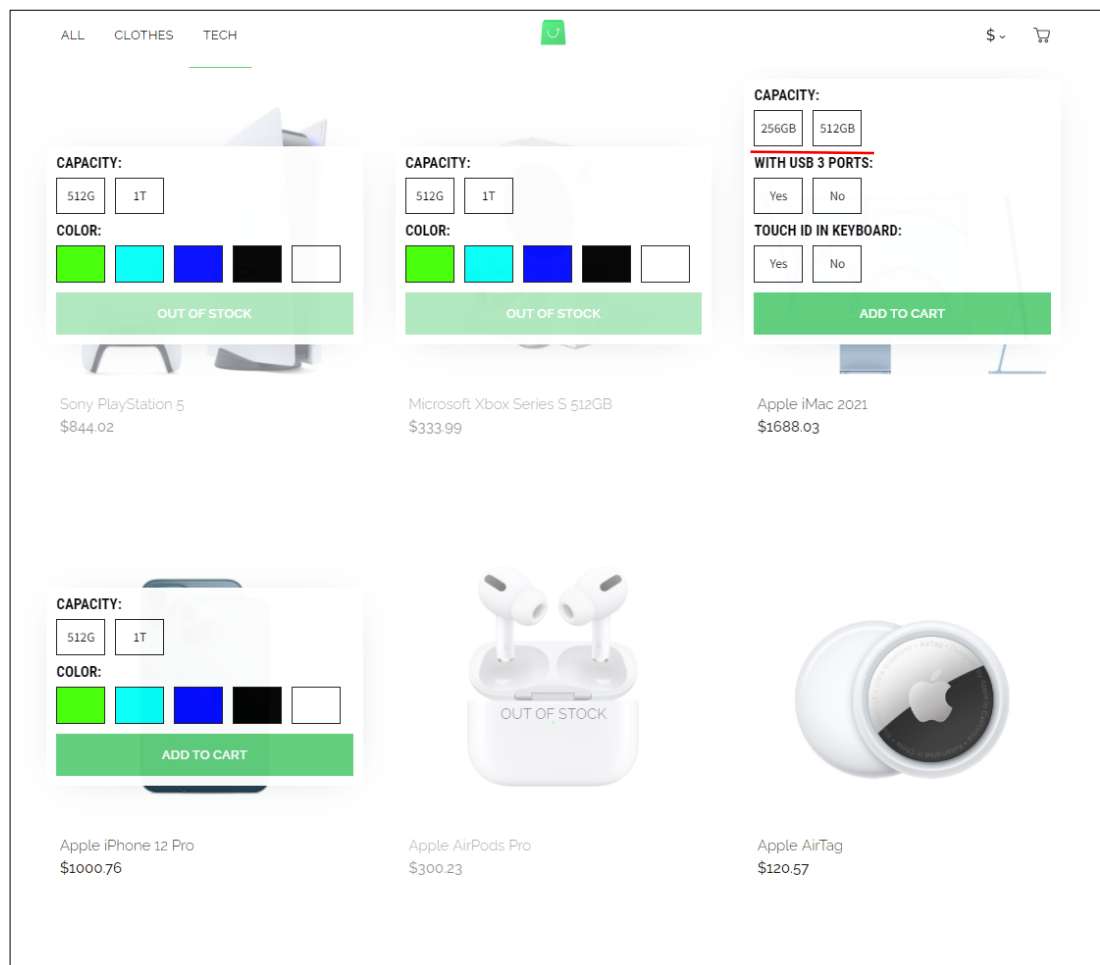 ALL CLOTHES TECH $
CAPACITY:
512G 1T
COLOR:
OUT OF STOCK
Sony PlayStation 5
$844.02
CAPACITY:
512G 1T
COLOR:
OUT OF STOCK
Microsoft Xbox Series S 512GB
$333.99
CAPACITY:
256GB 512GB
WITH USB 3 PORTS:
Yes No
TOUCH ID IN KEYBOARD:
Yes No
ADD TO CART
Apple iMac 2021
$1688.03
CAPACITY:
512G 1T
COLOR:
ADD TO CART
Apple iPhone 12 Pro
$1000.76
OUT OF STOCK
Apple AirPods Pro
$300.23
Apple AirTag
$120.57